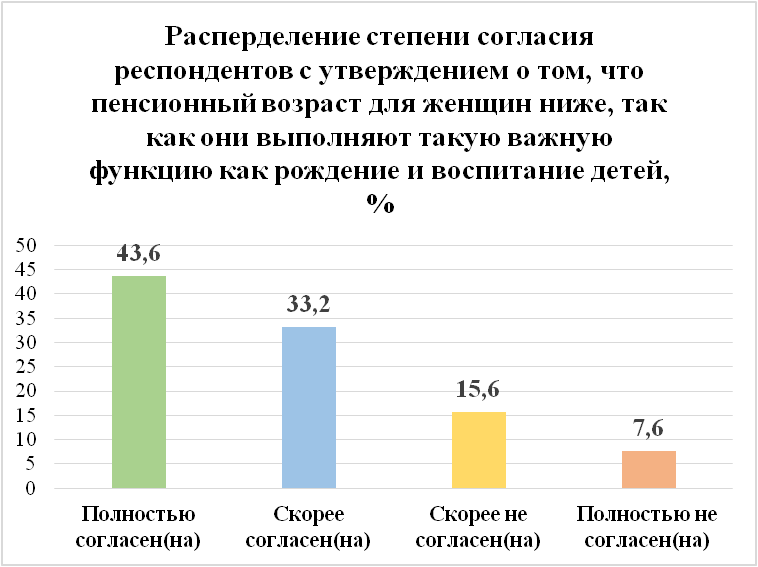 Расперделение степени согласия
респондентов с утверждением о том, что
пенсионный возраст для женщин ниже, так
как они выполняют такую важную
функцию как рождение и воспитание детей,
%
50
45
40
35
30
25
20
15
10
5
0
43,6
33,2
15,6
7,6
Полностью
согласен(на)
Скорее
согласен(на)
Скорее не
согласен(на)
Полностью не
согласен(на)